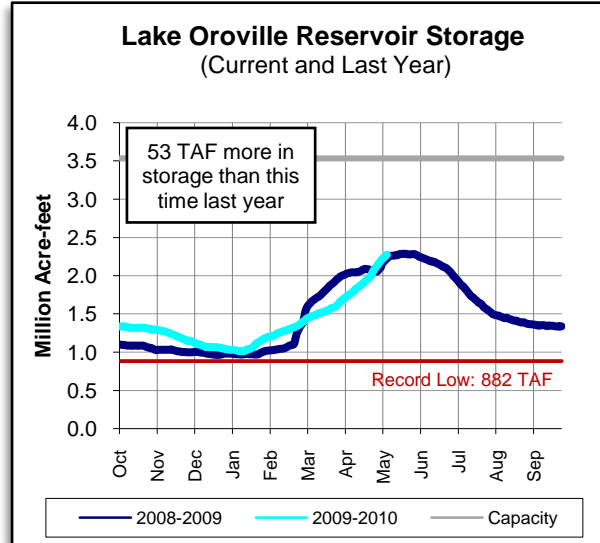 Lake Oroville Reservoir Storage
(Current and Last Year)
Million Acre-feet
4.0
3.5
3.0
2.5
2.0
1.5
1.0
0.5
0.0
53 TAF more in
storage than this
time last year
Record Low: 882 TAF
Oct
Nov
Dec
Jan
Feb
Mar
Apr
May
Jun
Jul
Aug
Sep
2008-2009 2009-2010 Capacity